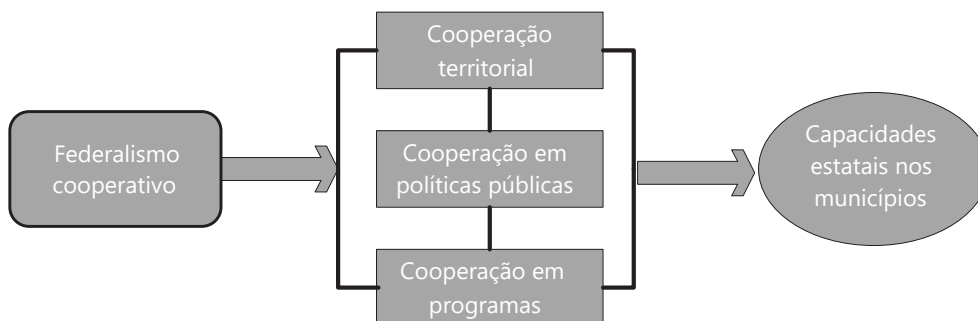 Federalismo
cooperativo
Cooperação
territorial
Cooperação em
políticas públicas
Cooperação em
programas
Capacidades
estatais nos
municípios